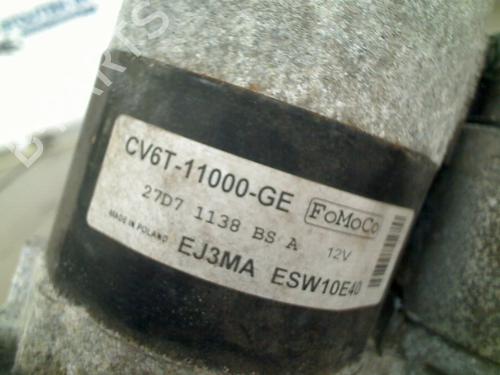 CV6T-11000-GE FoMoCo
27D7 1138 BS A 12V
MADE IN POLAND
EJ3MA ESW10E40